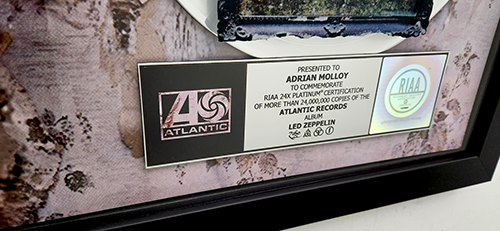 PRESENTED TO
ADRIAN MOLLOY
TO COMMEMORATE
RIAA 24X PLATINUM® CERTIFICATION
OF MORE THAN 24,000,000 COPIES OF THE
ATLANTIC RECORDS
ALBUM
LED ZEPPELIN
ATLANTIC
RIAA